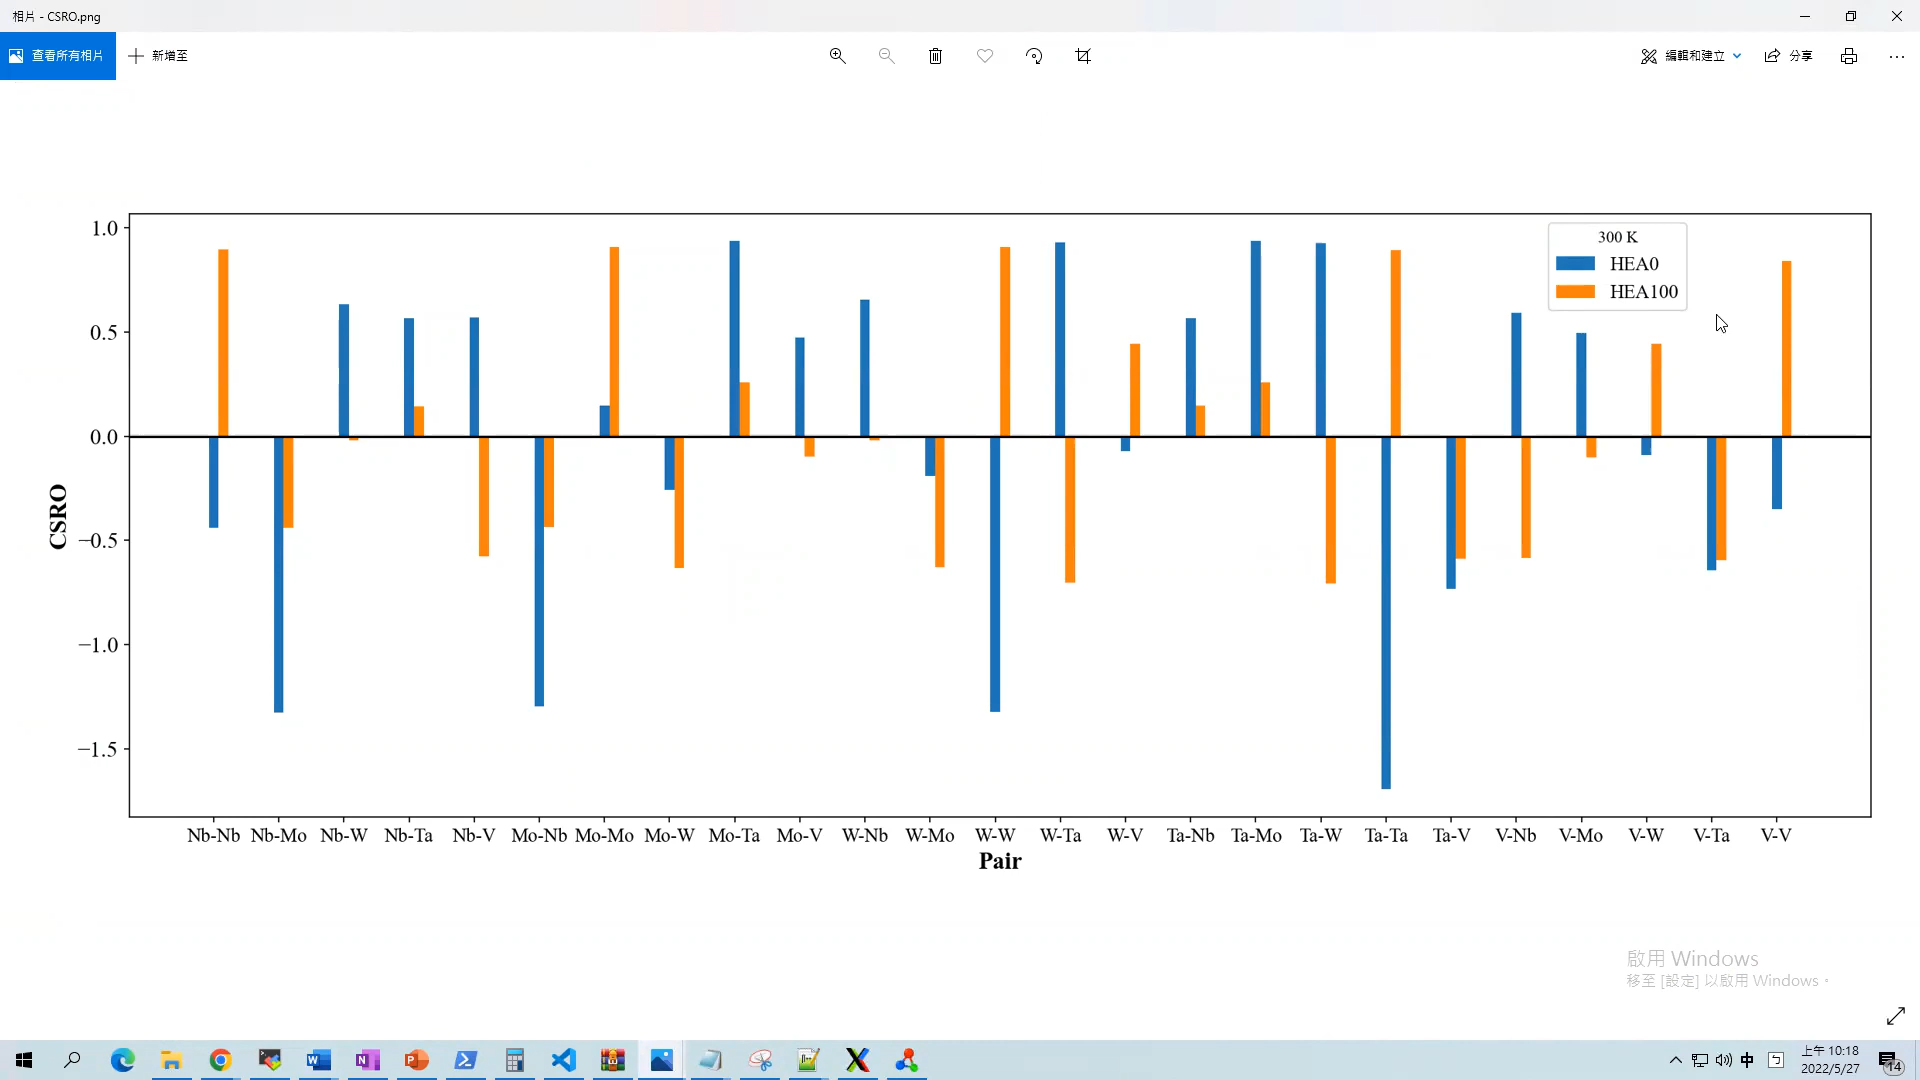 相片 - CSRO.png
查看所有相片
新增至
編輯和建立
分享
1.0
0.5
0.0
−0.5
−1.0
−1.5
CSRO
300 K
HEA0
HEA100
Nb-Nb Nb-Mo Nb-W Nb-Ta Nb-V Mo-Nb Mo-Mo Mo-W Mo-Ta Mo-V W-Nb W-Mo W-W W-Ta W-V Ta-Nb Ta-Mo Ta-W Ta-Ta Ta-V V-Nb V-Mo V-W V-Ta V-V
Pair
啟用 Windows
移至 [設定] 以啟用 Windows。
中
上午 10:18
2022/5/27
14